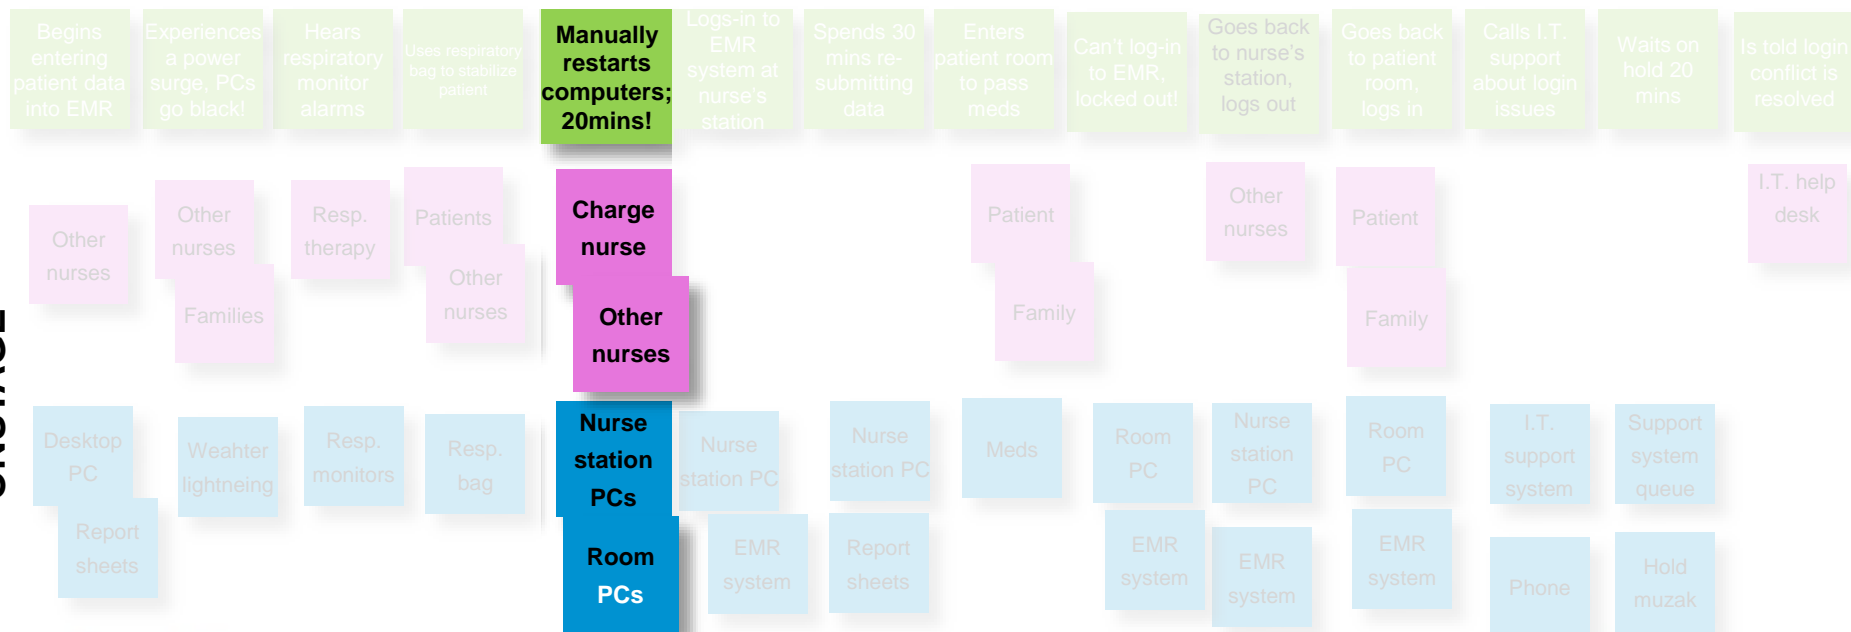 Begins
entering
patient data
into EMR
Experiences
a power
surge, PCs
go black!
Hears
respiratory
monitor
alarms
Uses respiratory
bag to stabilize
patient
Manually
restarts
computers;
20mins!
Logs-in to
EMR
system at
nurse's
station
Spends 30
mins re-
submitting
data
Enters
patient room
to pass
meds
Can't log-in
to EMR,
locked out!
Goes back
to nurse's
station,
logs out
Goes back
to patient
room,
logs in
Calls I.T.
support
about login
issues
Waits on
hold 20
mins
Is told login
conflict is
resolved
Other
nurses
Other
nurses
Families
Resp.
therapy
Patients
Other
nurses
Charge
nurse
Other
nurses
Patient
Family
Other
nurses
Patient
Family
I.T. help
desk
Desktop
PC
Report
sheets
Weahter
lightneing
Resp.
monitors
Resp.
bag
Nurse
station
PCs
Room
PCs
Nurse
station PC
EMR
system
Nurse
station PC
Report
sheets
Meds
Room
PC
EMR
system
Nurse
station
PC
EMR
system
Room
PC
EMR
system
I.T.
support
system
Phone
Support
system
queue
Hold
muzak